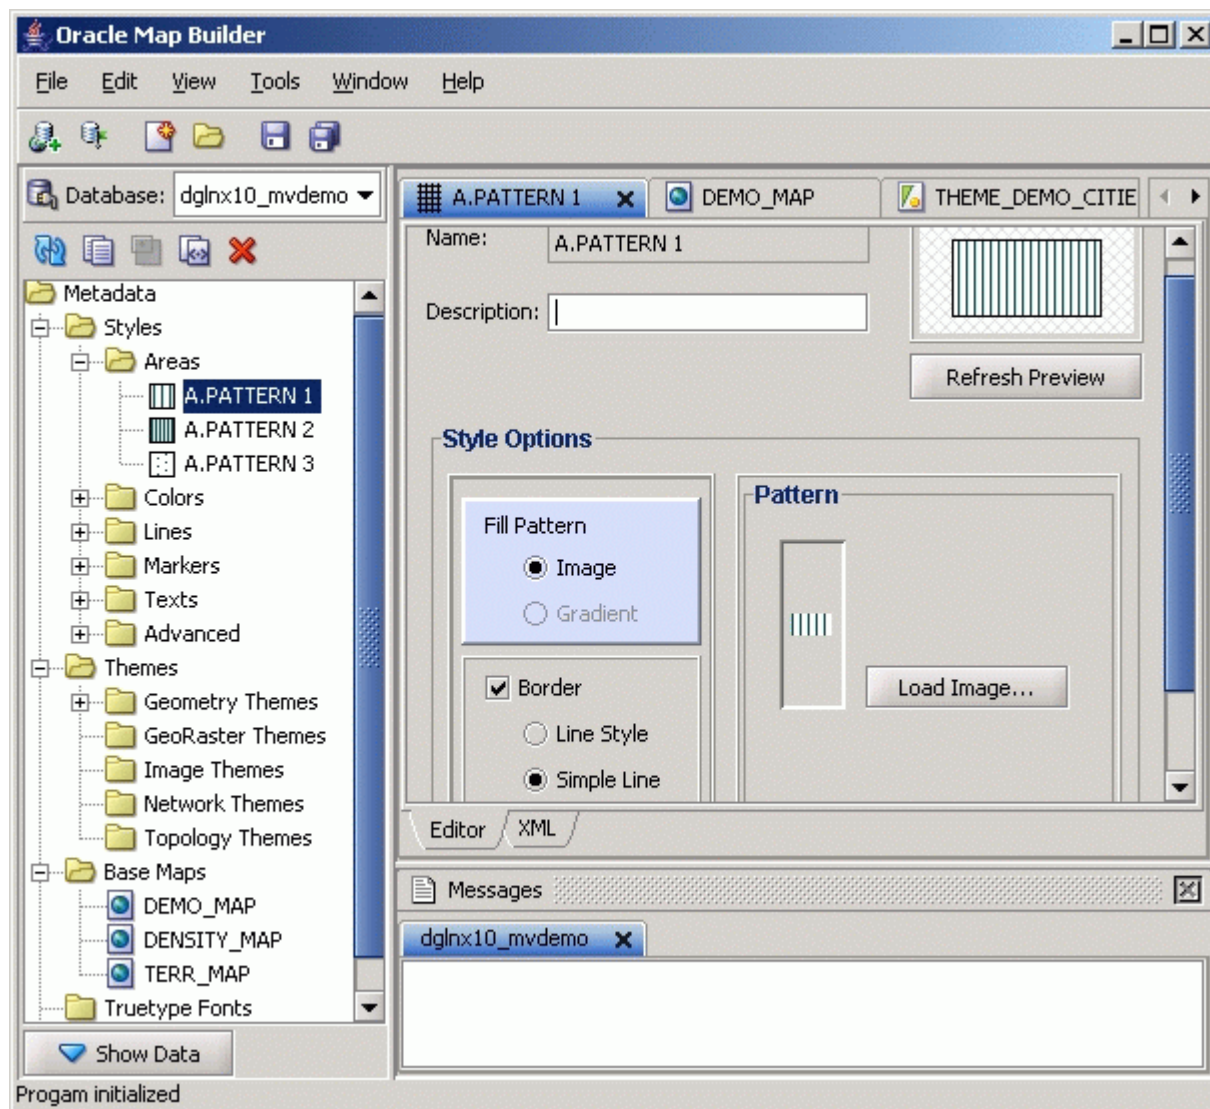 Oracle Map Builder
File Edit View Tools Window Help
Database: dglnx10_mvdemo
Metadata
Styles
Areas
A.PATTERN 1
A.PATTERN 2
A.PATTERN 3
Colors
Lines
Markers
Texts
Advanced
Themes
Geometry Themes
GeoRaster Themes
Image Themes
Network Themes
Topology Themes
Base Maps
DEMO_MAP
DENSITY_MAP
TERR_MAP
Truetype Fonts
Show Data
A.PATTERN 1 DEMO_MAP THEME_DEMO_CITIE
Name: A.PATTERN 1
Description:
Refresh Preview
Style Options
Fill Pattern
Image
Gradient
Border
Line Style
Simple Line
Pattern
Load Image...
Editor XML
Messages
dglnx10_mvdemo
Progam initialized